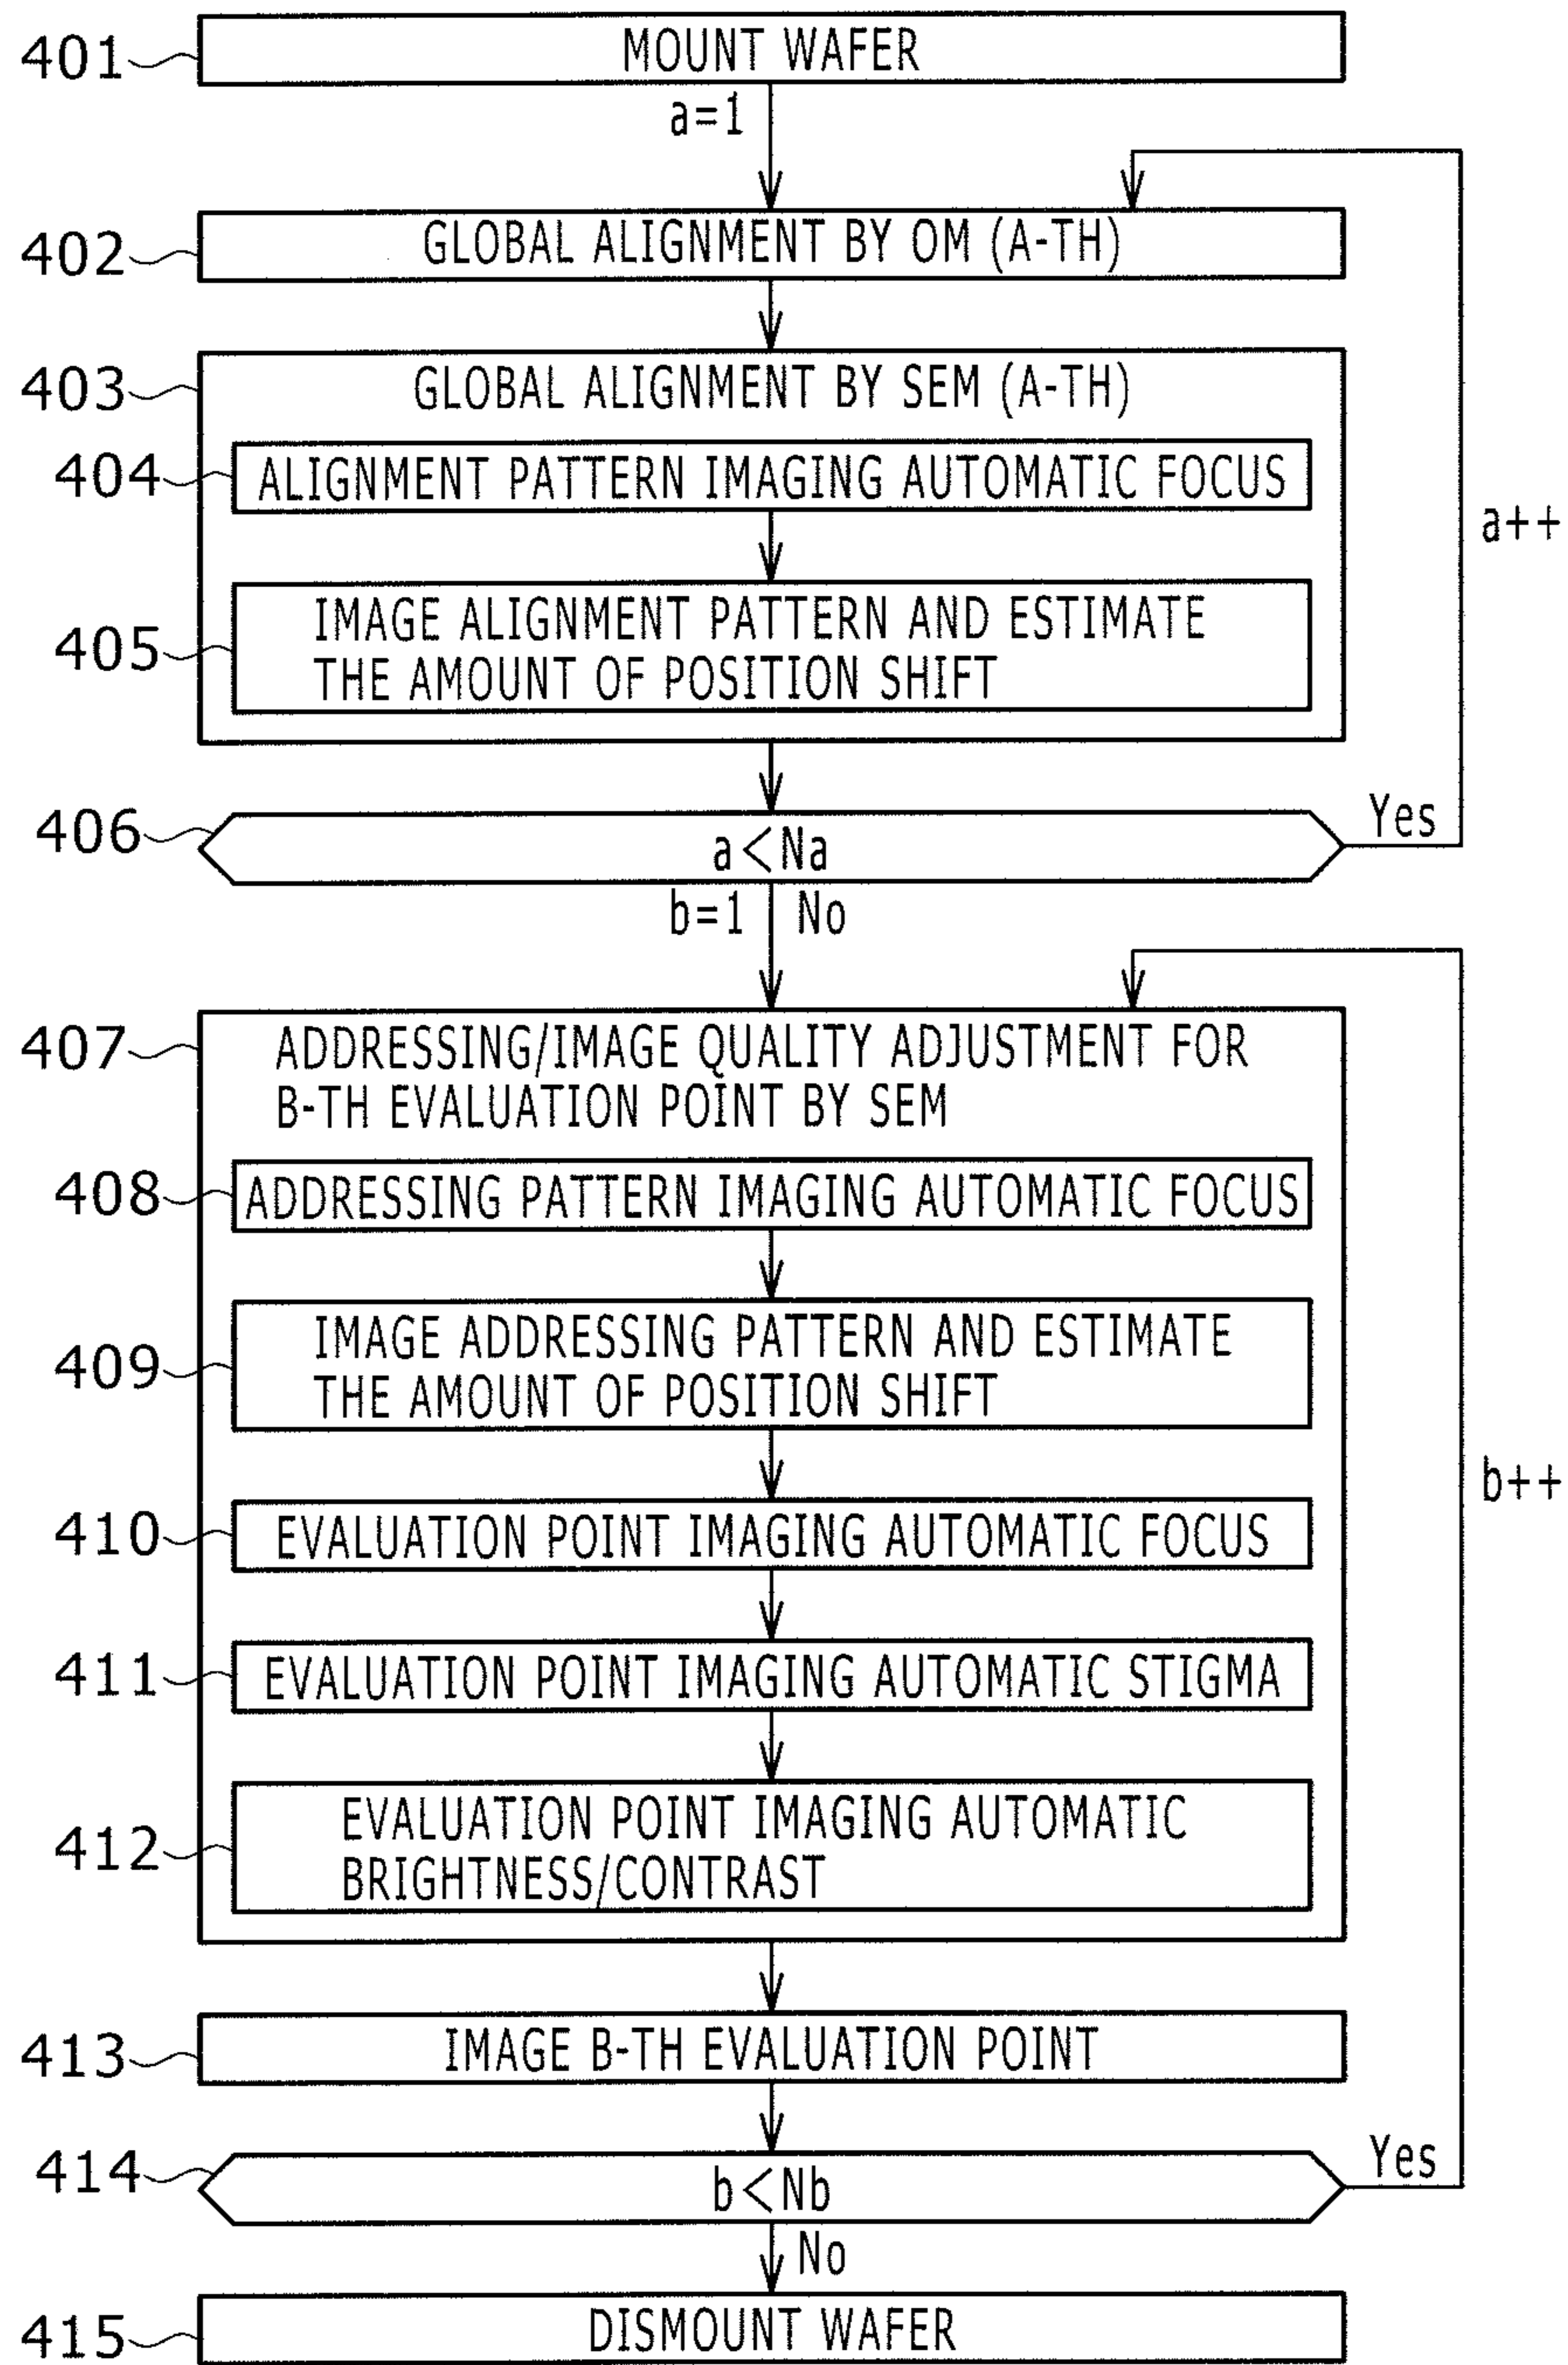 401
MOUNT WAFER
a=1
402
GLOBAL ALIGNMENT BY OM (A-TH)
403
GLOBAL ALIGNMENT BY SEM (A-TH)
404
ALIGNMENT PATTERN IMAGING AUTOMATIC FOCUS
a++
405
IMAGE ALIGNMENT PATTERN AND ESTIMATE
THE AMOUNT OF POSITION SHIFT
406
a<Na
Yes
b=1
No
407
ADDRESSING/IMAGE QUALITY ADJUSTMENT FOR
B-TH EVALUATION POINT BY SEM
408
ADDRESSING PATTERN IMAGING AUTOMATIC FOCUS
409
IMAGE ADDRESSING PATTERN AND ESTIMATE
THE AMOUNT OF POSITION SHIFT
b++
410
EVALUATION POINT IMAGING AUTOMATIC FOCUS
411
EVALUATION POINT IMAGING AUTOMATIC STIGMA
412
EVALUATION POINT IMAGING AUTOMATIC
BRIGHTNESS/CONTRAST
413
IMAGE B-TH EVALUATION POINT
414
b<Nb
Yes
No
415
DISMOUNT WAFER